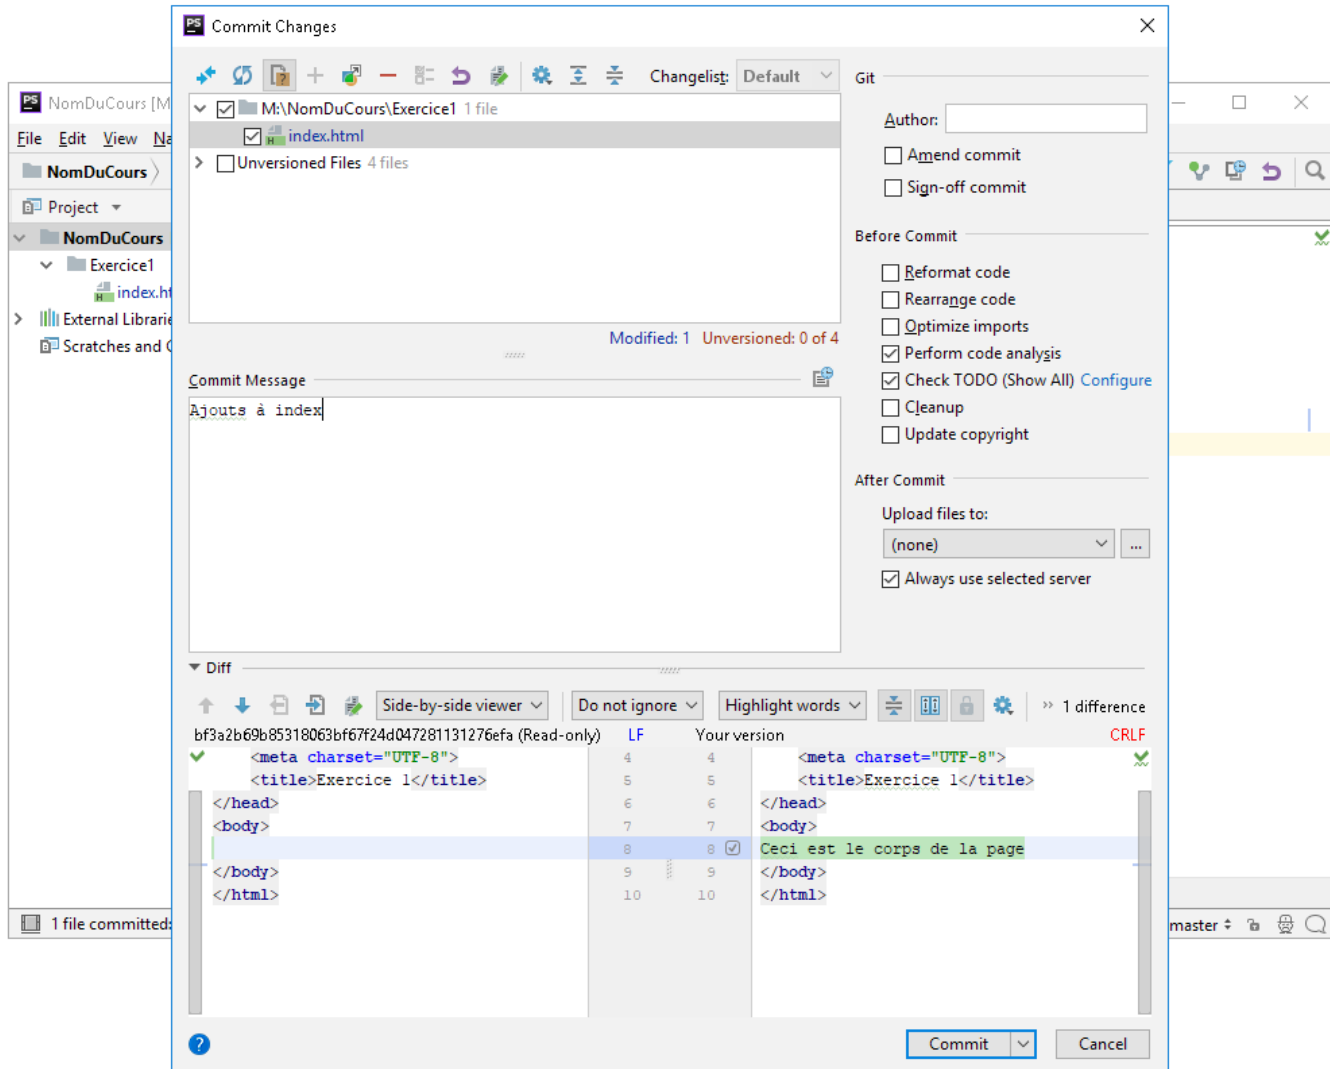 Commit Changes
Changelist: Default
Git
NomDuCours [M
M:\NomDuCours\Exercice1 1 file
index.html
Unversioned Files 4 files
Author:
Amend commit
Sign-off commit
File Edit View Na
NomDuCours
Project
NomDuCours
Exercice1
index.ht
External Librarie
Scratches and C
Before Commit
Reformat code
Rearrange code
Optimize imports
Perform code analysis
Check TODO (Show All) Configure
Cleanup
Update copyright
Modified: 1 Unversioned: 0 of 4
Commit Message
Ajouts à index
After Commit
Upload files to:
(none)
...
Always use selected server
Diff
Side-by-side viewer Do not ignore Highlight words 1 difference
bf3a2b69b85318063bf67f24d047281131276efa (Read-only) LF Your version CRLF
<meta charset="UTF-8"> 4 4 <meta charset="UTF-8">
<title>Exercice 1</title> 5 5 <title>Exercice 1</title>
</head> 6 6 </head>
<body> 7 7 <body>
8 8 Ceci est le corps de la page
</body> 9 9 </body>
</html> 10 10 </html>
1 file committed:
master
Commit Cancel